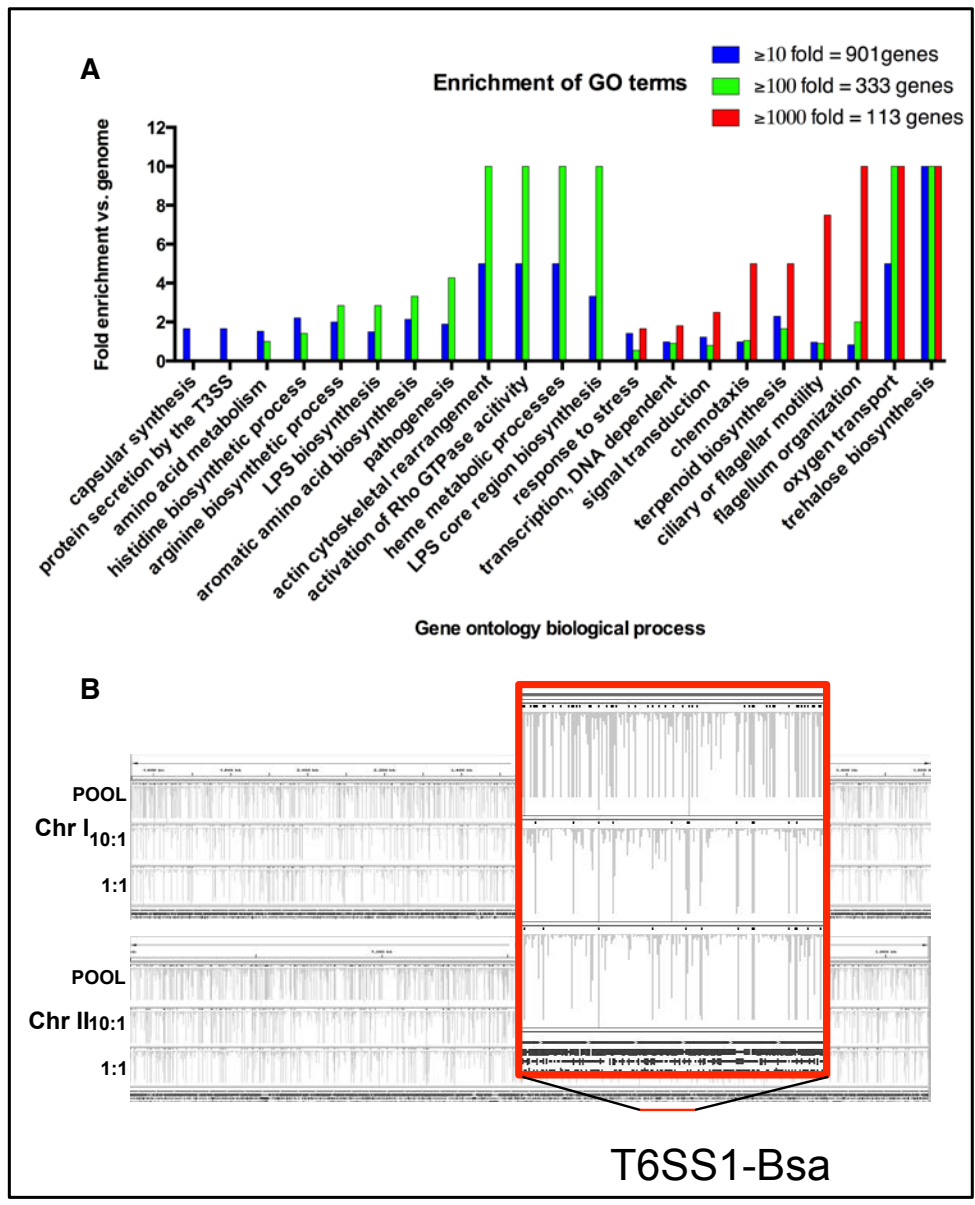 A
Enrichment of GO terms
≥10 fold = 901genes
≥100 fold = 333 genes
≥1000 fold = 113 genes
Fold enrichment vs. genome
12
10
8
6
4
2
0
capsular synthesis
protein secretion by the T3SS
amino acid metabolism
histidine biosynthetic process
arginine biosynthetic process
LPS biosynthesis
aromatic amino acid biosynthesis
pathogenesis
actin cytoskeletal rearrangement
activation of Rho GTPase acitivity
heme metabolic processes
LPS core region biosynthesis
response to stress
transcription, DNA dependent
signal transduction
chemotaxis
terpenoid biosynthesis
ciliary or flagellar motility
flagellum organization
oxygen transport
trehalose biosynthesis
Gene ontology biological process
B
POOL
Chr I
10:1
1:1
POOL
Chr II
10:1
1:1
T6SS1-Bsa